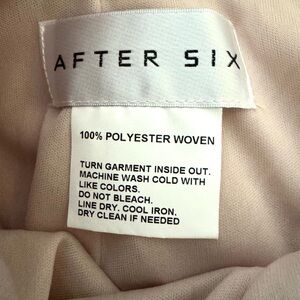 AFTER SIX
100% POLYESTER WOVEN
TURN GARMENT INSIDE OUT.
MACHINE WASH COLD WITH
LIKE COLORS.
DO NOT BLEACH.
LINE DRY. COOL IRON.
DRY CLEAN IF NEEDED